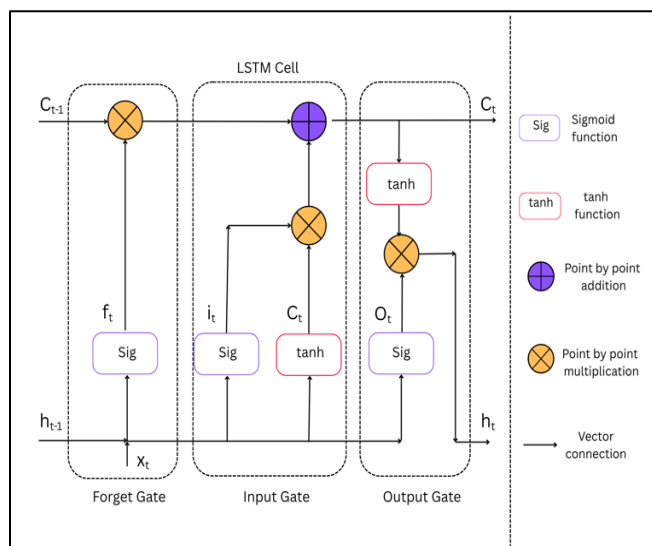 LSTM Cell
Cₜ₋₁
Cₜ
tanh
fₜ
iₜ
Cₜ
Oₜ
Sig
Sig
tanh
Sig
hₜ₋₁
hₜ
xₜ
Forget Gate
Input Gate
Output Gate
Sig
Sigmoid
function
tanh
tanh
function
Point by point
addition
Point by point
multiplication
Vector
connection